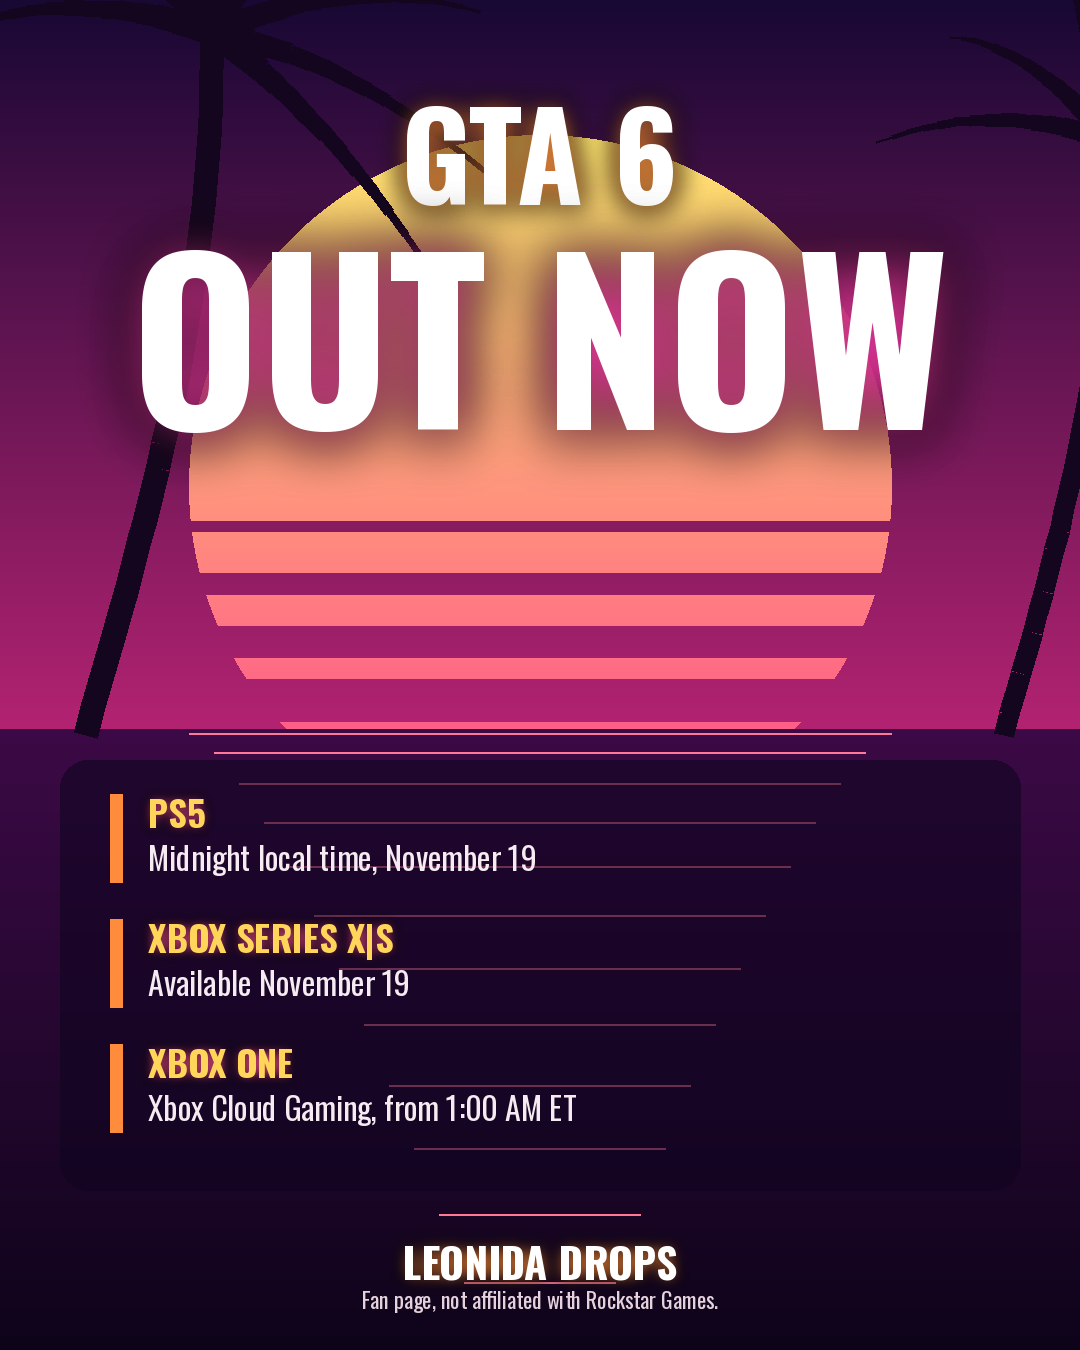 GTA 6
OUT NOW
PS5
Midnight local time, November 19
XBOX SERIES X|S
Available November 19
XBOX ONE
Xbox Cloud Gaming, from 1:00 AM ET
LEONIDA DROPS
Fan page, not affiliated with Rockstar Games.